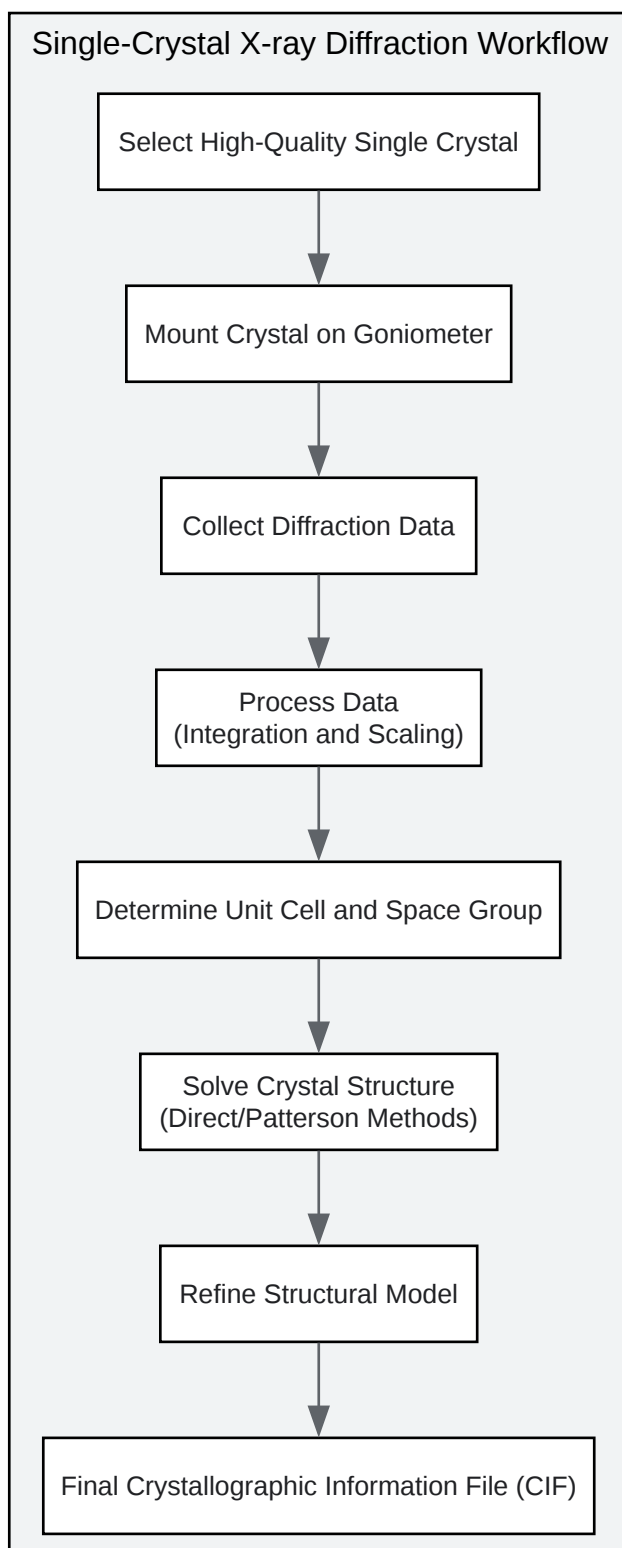 Single-Crystal X-ray Diffraction Workflow
Select High-Quality Single Crystal
Mount Crystal on Goniometer
Collect Diffraction Data
Process Data
(Integration and Scaling)
Determine Unit Cell and Space Group
Solve Crystal Structure
(Direct/Patterson Methods)
Refine Structural Model
Final Crystallographic Information File (CIF)